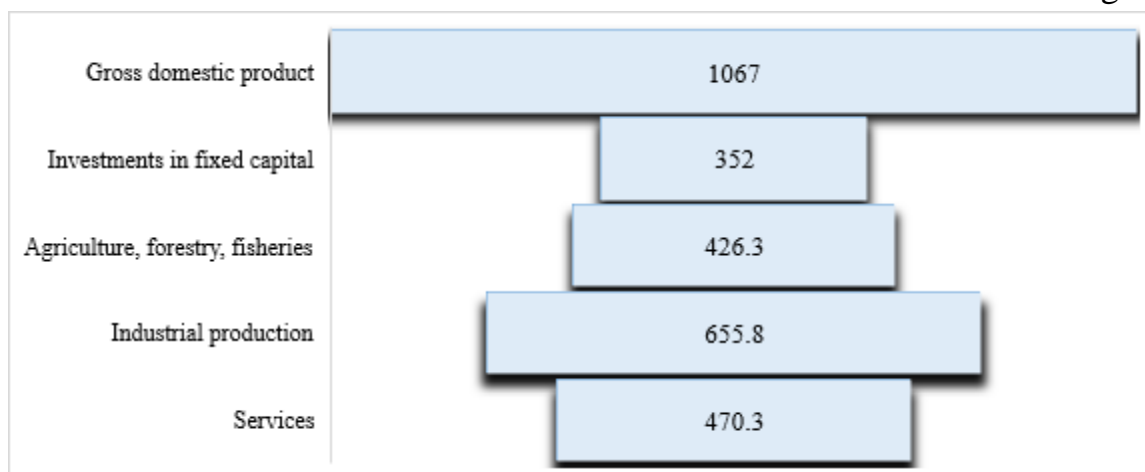 Gross domestic product 1067
Investments in fixed capital 352
Agriculture, forestry, fisheries 426.3
Industrial production 655.8
Services 470.3